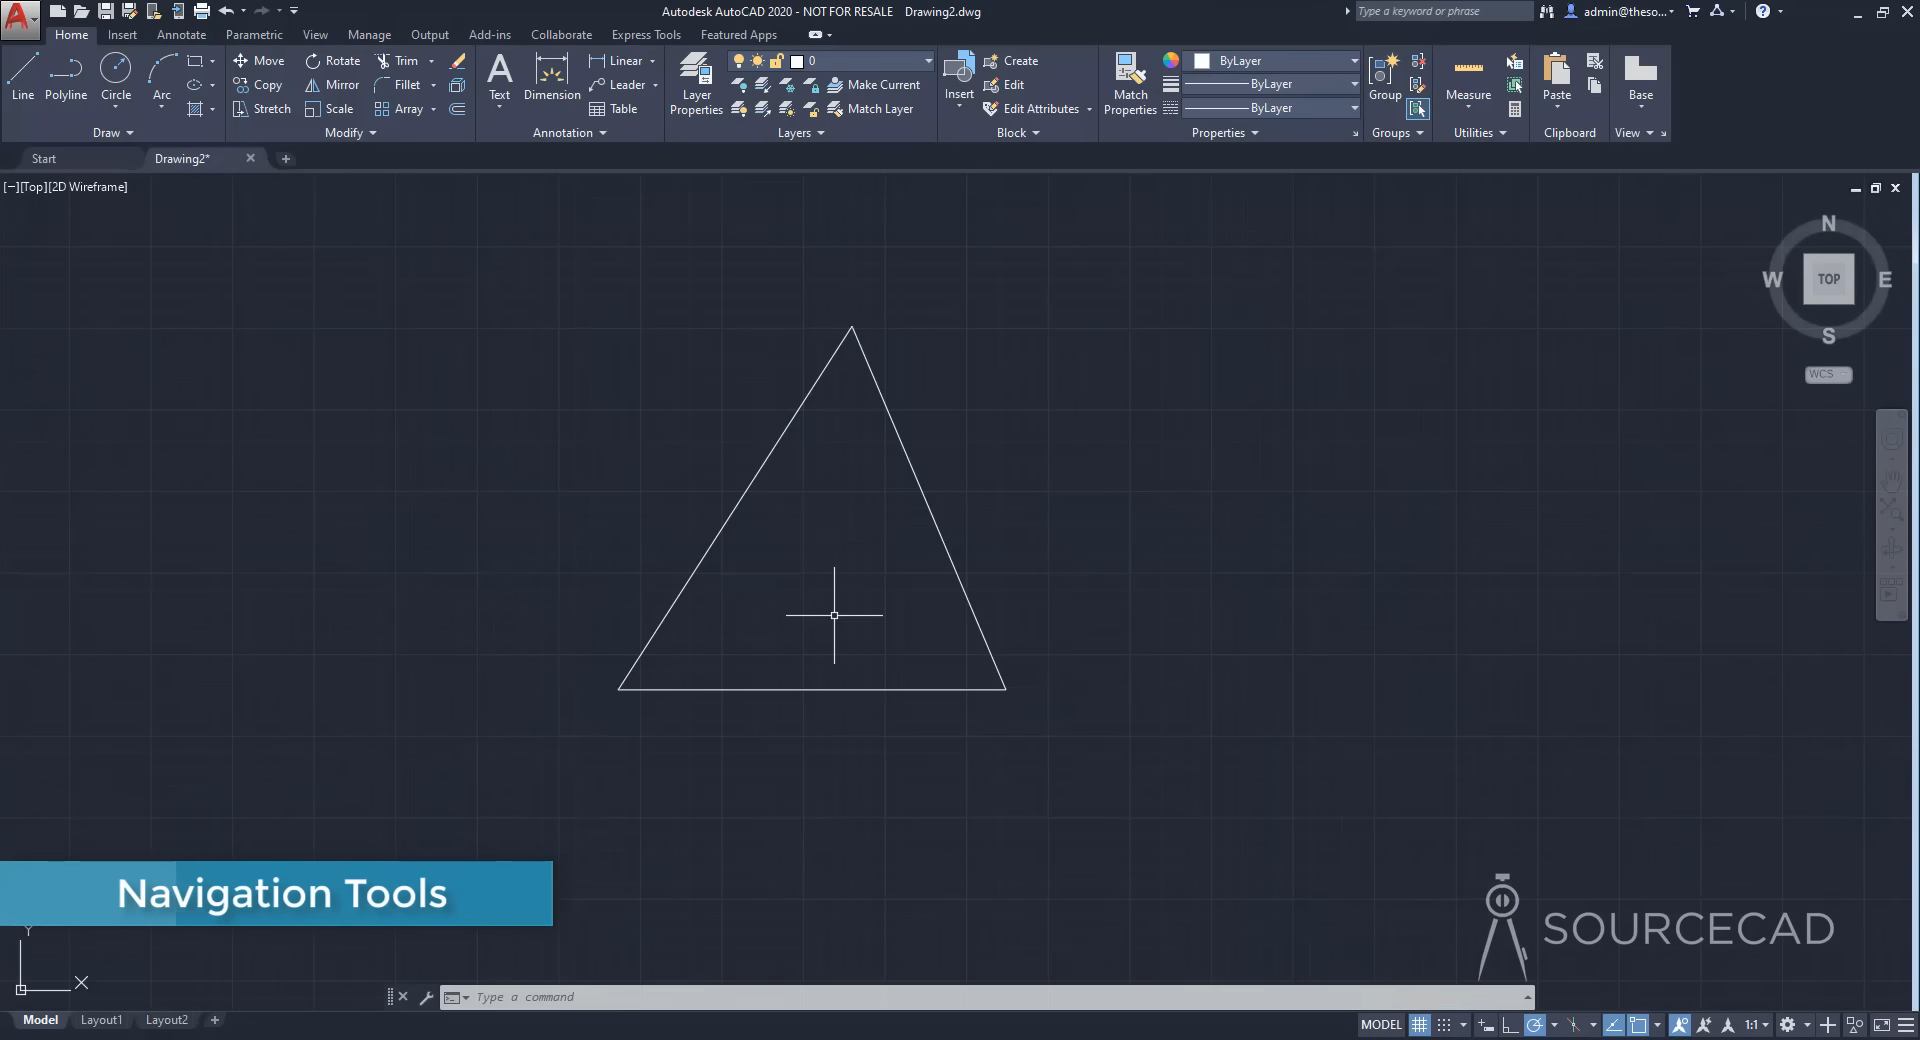 Autodesk AutoCAD 2020 - NOT FOR RESALE Drawing2.dwg
Type a keyword or phrase
admin@theso...
Home Insert Annotate Parametric View Manage Output Add-ins Collaborate Express Tools Featured Apps
Line Polyline Circle Arc
Draw
Move Rotate Trim
Copy Mirror Fillet
Stretch Scale Array
Modify
Text Dimension
Linear
Leader
Table
Annotation
Layer
Properties
0
Make Current
Match Layer
Layers
Insert
Create
Edit
Edit Attributes
Block
Match
Properties
ByLayer
ByLayer
ByLayer
Properties
Group
Groups
Measure
Utilities
Paste
Clipboard
Base
View
Start Drawing2*
[−][Top][2D Wireframe]
N
W TOP E
S
WCS
Navigation Tools
Y
X
SOURCECAD
Type a command
Model Layout1 Layout2
MODEL 1:1